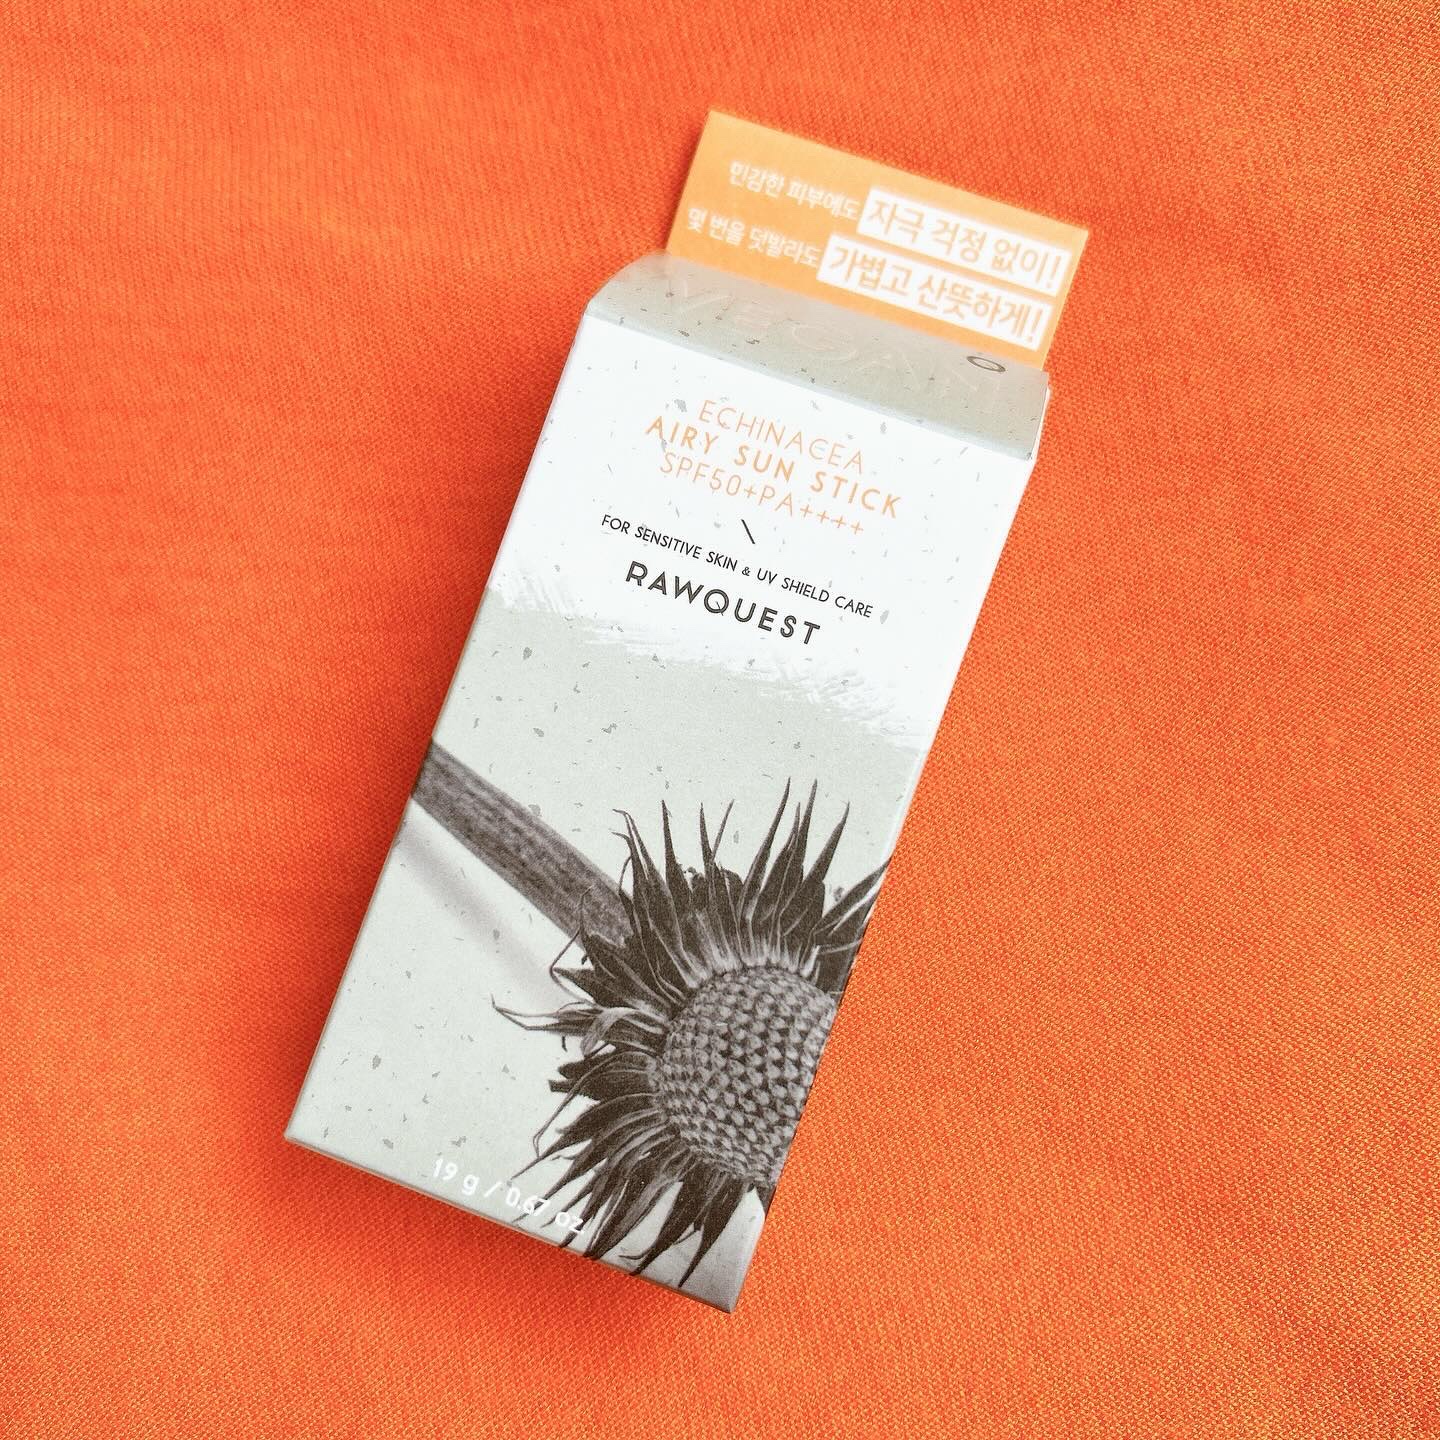 민감한 피부에도 자극 걱정 없이!
몇 번을 덧발라도 가볍고 산뜻하게!
VEGAN
ECHINACEA
AIRY SUN STICK
SPF50+PA++++
FOR SENSITIVE SKIN & UV SHIELD CARE
RAWQUEST
19 g / 0.67 oz.